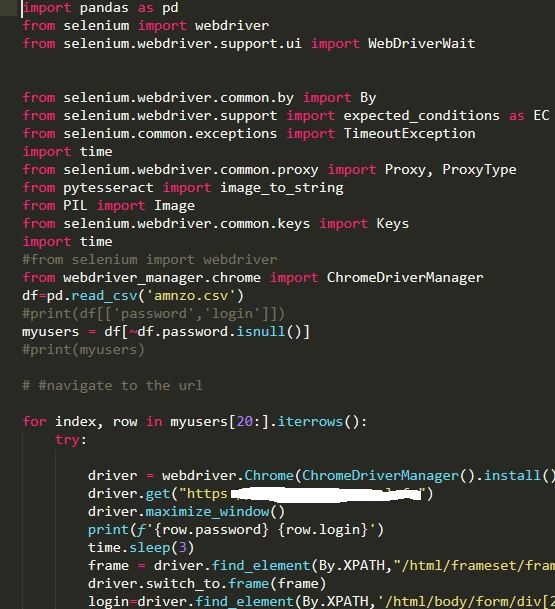 import pandas as pd
from selenium import webdriver
from selenium.webdriver.support.ui import WebDriverWait
from selenium.webdriver.common.by import By
from selenium.webdriver.support import expected_conditions as EC
from selenium.common.exceptions import TimeoutException
import time
from selenium.webdriver.common.proxy import Proxy, ProxyType
from pytesseract import image_to_string
from PIL import Image
from selenium.webdriver.common.keys import Keys
import time
#from selenium import webdriver
from webdriver_manager.chrome import ChromeDriverManager
df=pd.read_csv('amnzo.csv')
#print(df[['password','login']])
myusers = df[~df.password.isnull()]
#print(myusers)
# #navigate to the url
for index, row in myusers[20:].iterrows():
try:
driver = webdriver.Chrome(ChromeDriverManager().install()
driver.get("https ")
driver.maximize_window()
print(f'{row.password} {row.login}')
time.sleep(3)
frame = driver.find_element(By.XPATH,"/html/frameset/fram
driver.switch_to.frame(frame)
login=driver.find_element(By.XPATH,'/html/body/form/div[2